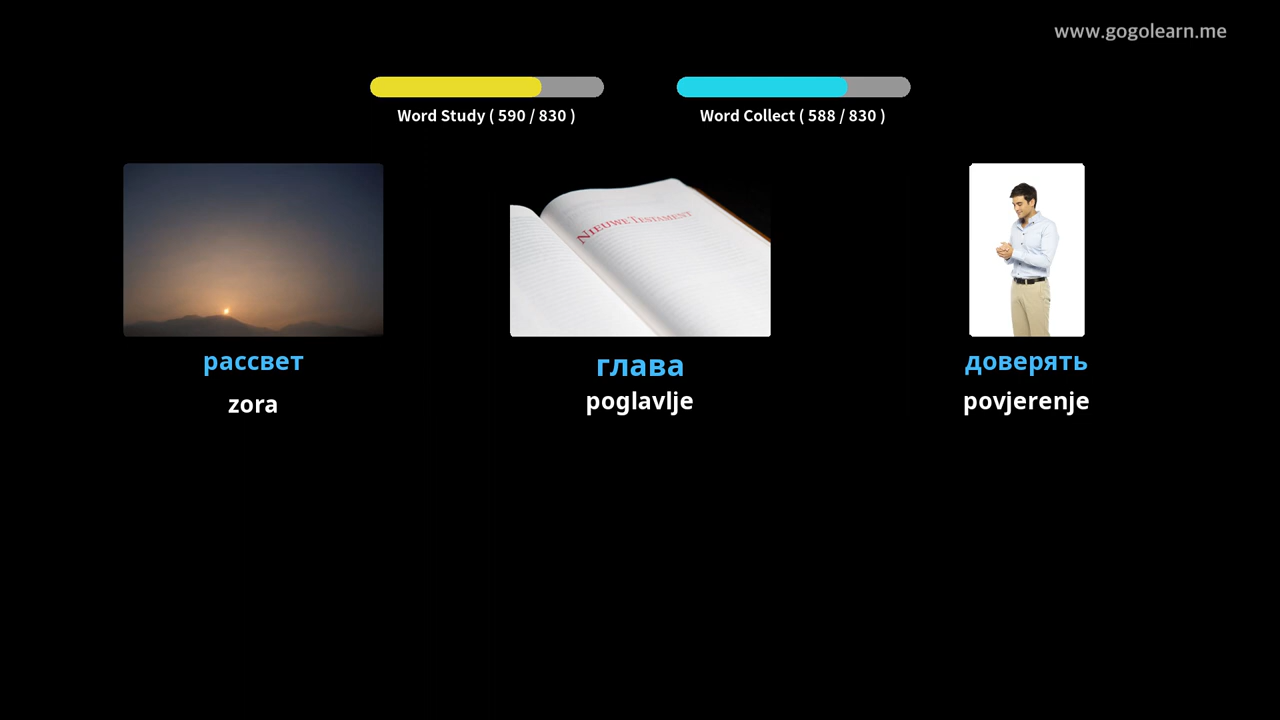 www.gogolearn.me
Word Study ( 590 / 830 )
Word Collect ( 588 / 830 )
NIEUWE TESTAMENT
рассвет
глава
доверять
zora
poglavlje
povjerenje